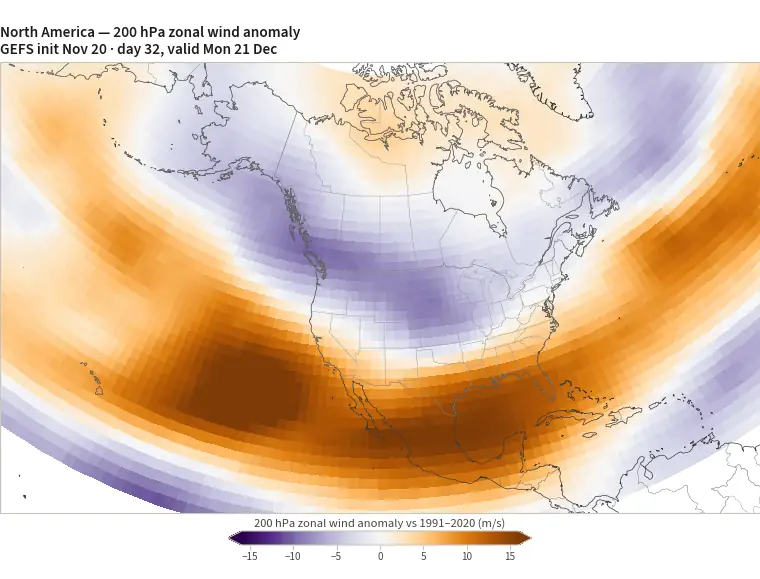 North America — 200 hPa zonal wind anomaly
GEFS init Nov 20 · day 32, valid Mon 21 Dec
200 hPa zonal wind anomaly vs 1991–2020 (m/s)
−15 −10 −5 0 5 10 15